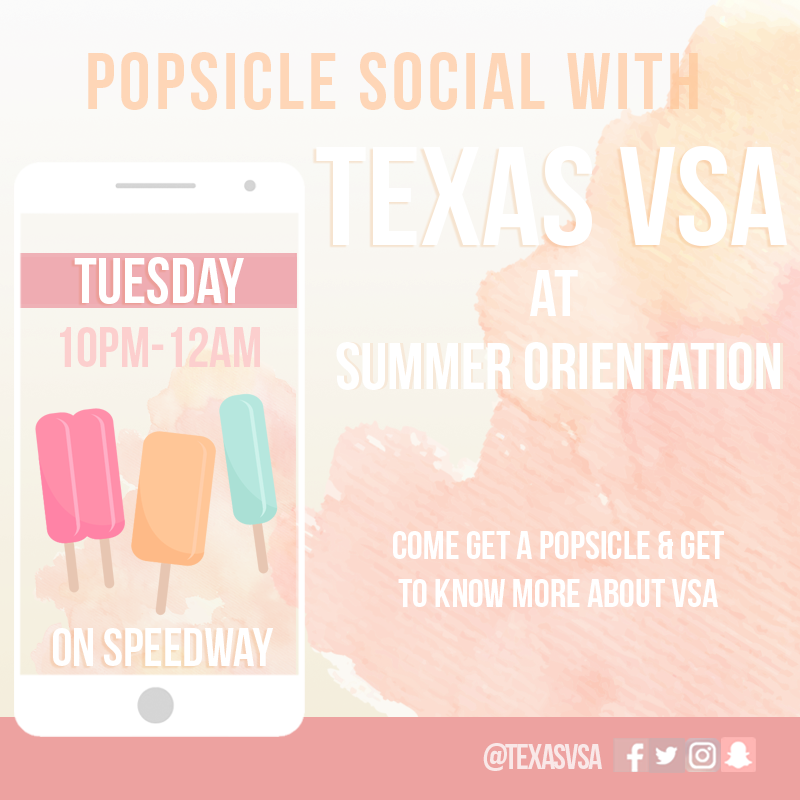 POPSICLE SOCIAL WITH
TEXAS VSA
AT
SUMMER ORIENTATION
TUESDAY
10PM-12AM
ON SPEEDWAY
COME GET A POPSICLE & GET
TO KNOW MORE ABOUT VSA
@TEXASVSA